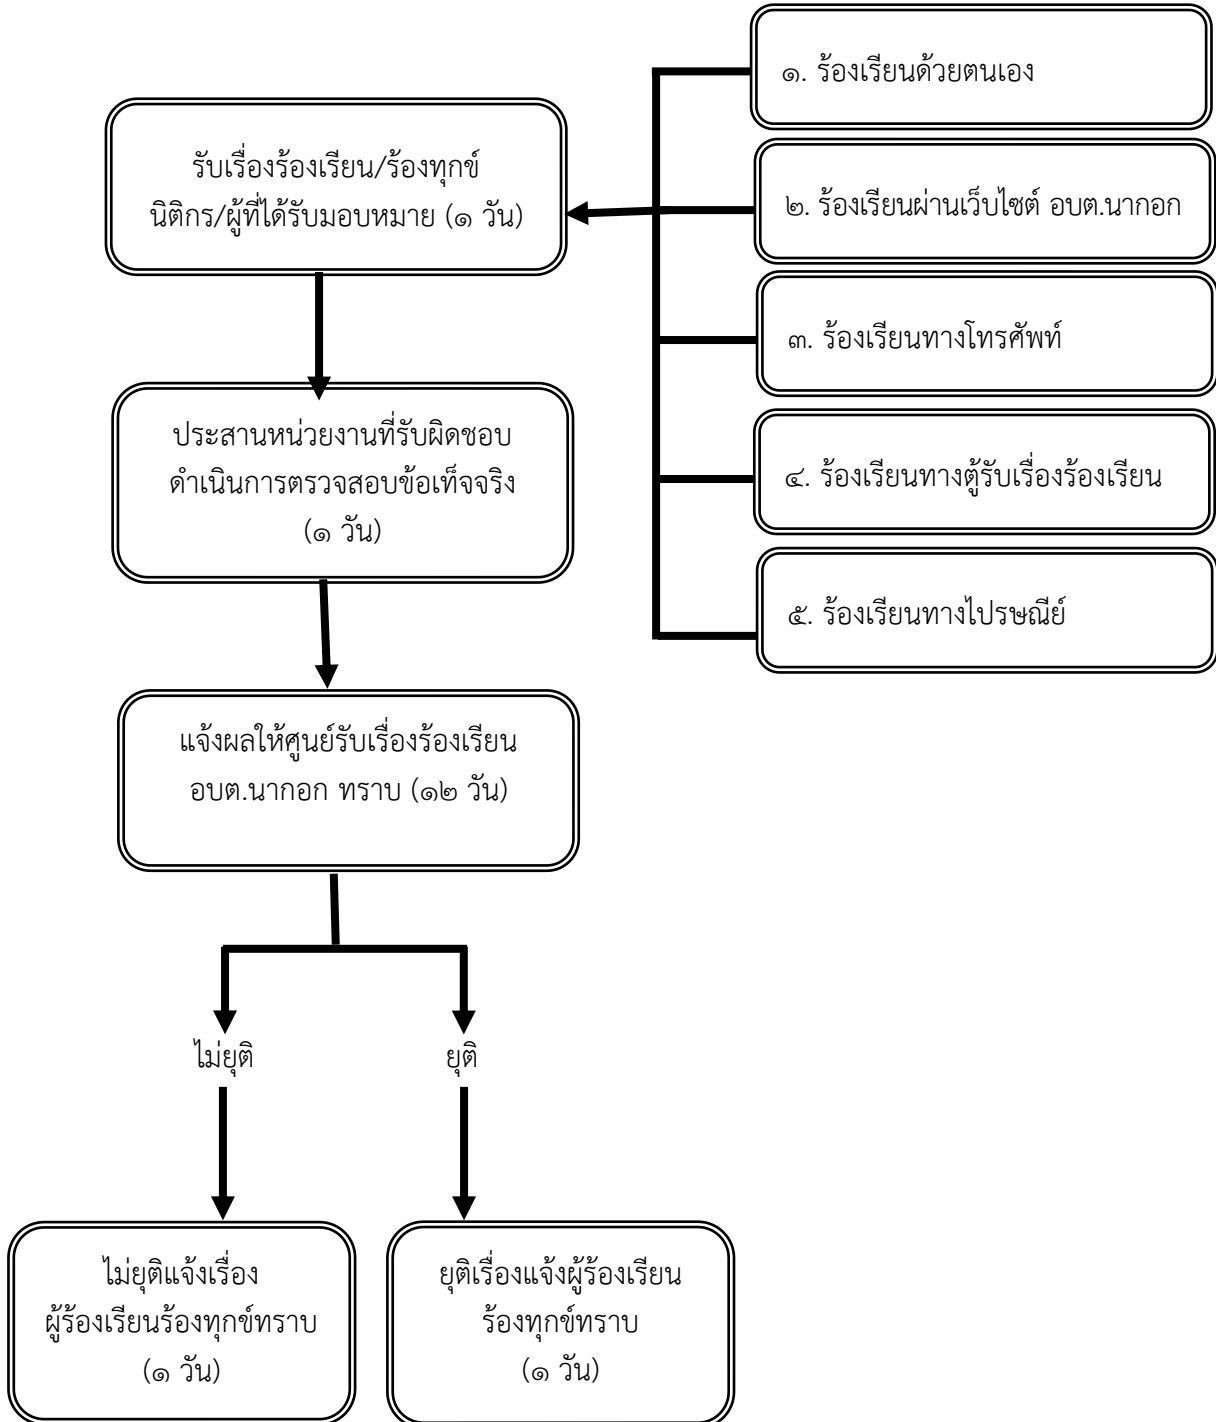 ๑. ร้องเรียนด้วยตนเอง
รับเรื่องร้องเรียน/ร้องทุกข์
นิติกร/ผู้ที่ได้รับมอบหมาย (๑ วัน)
๒. ร้องเรียนผ่านเว็บไซต์ อบต.นากอก
๓. ร้องเรียนทางโทรศัพท์
ประสานหน่วยงานที่รับผิดชอบ
ดำเนินการตรวจสอบข้อเท็จจริง
(๑ วัน)
๔. ร้องเรียนทางตู้รับเรื่องร้องเรียน
๕. ร้องเรียนทางไปรษณีย์
แจ้งผลให้ศูนย์รับเรื่องร้องเรียน
อบต.นากอก ทราบ (๑๒ วัน)
ไม่ยุติ
ยุติ
ไม่ยุติแจ้งเรื่อง
ผู้ร้องเรียนร้องทุกข์ทราบ
(๑ วัน)
ยุติเรื่องแจ้งผู้ร้องเรียน
ร้องทุกข์ทราบ
(๑ วัน)